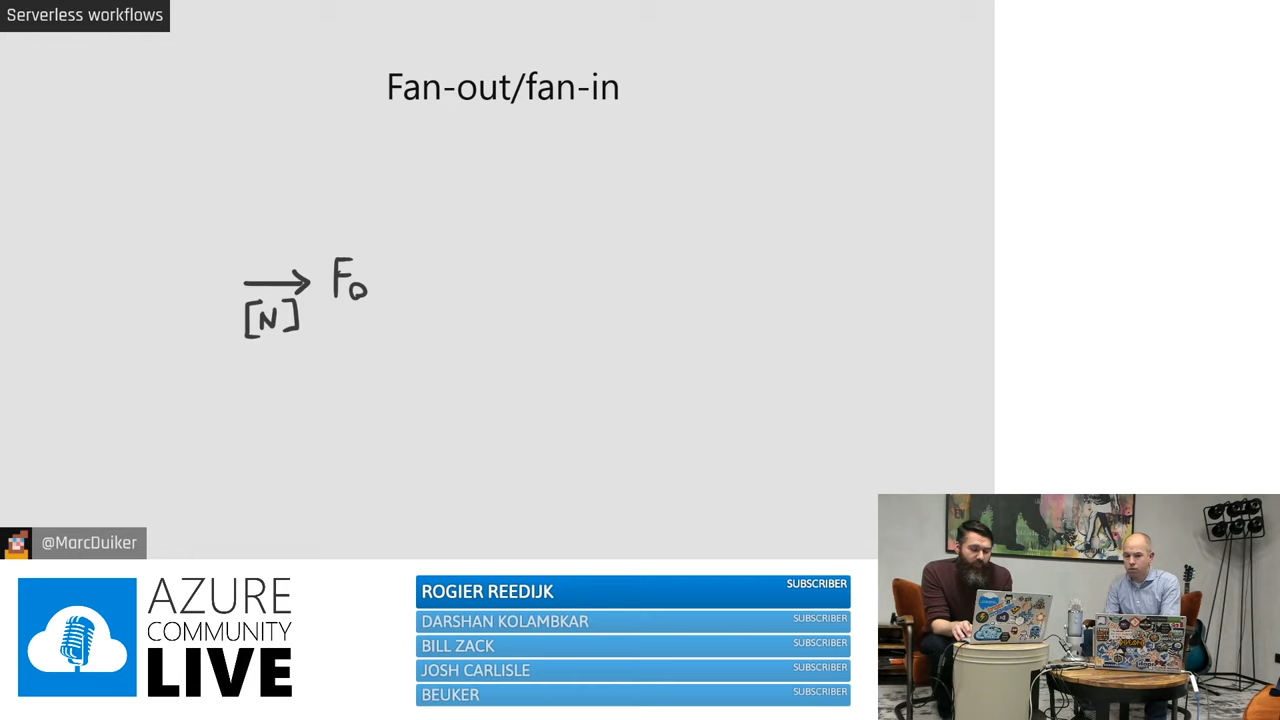 Serverless workflows
Fan-out/fan-in
F0
[N]
@MarcDuiker
AZURE
COMMUNITY
LIVE
ROGIER REEDIJK SUBSCRIBER
DARSHAN KOLAMBKAR SUBSCRIBER
BILL ZACK SUBSCRIBER
JOSH CARLISLE SUBSCRIBER
BEUKER SUBSCRIBER